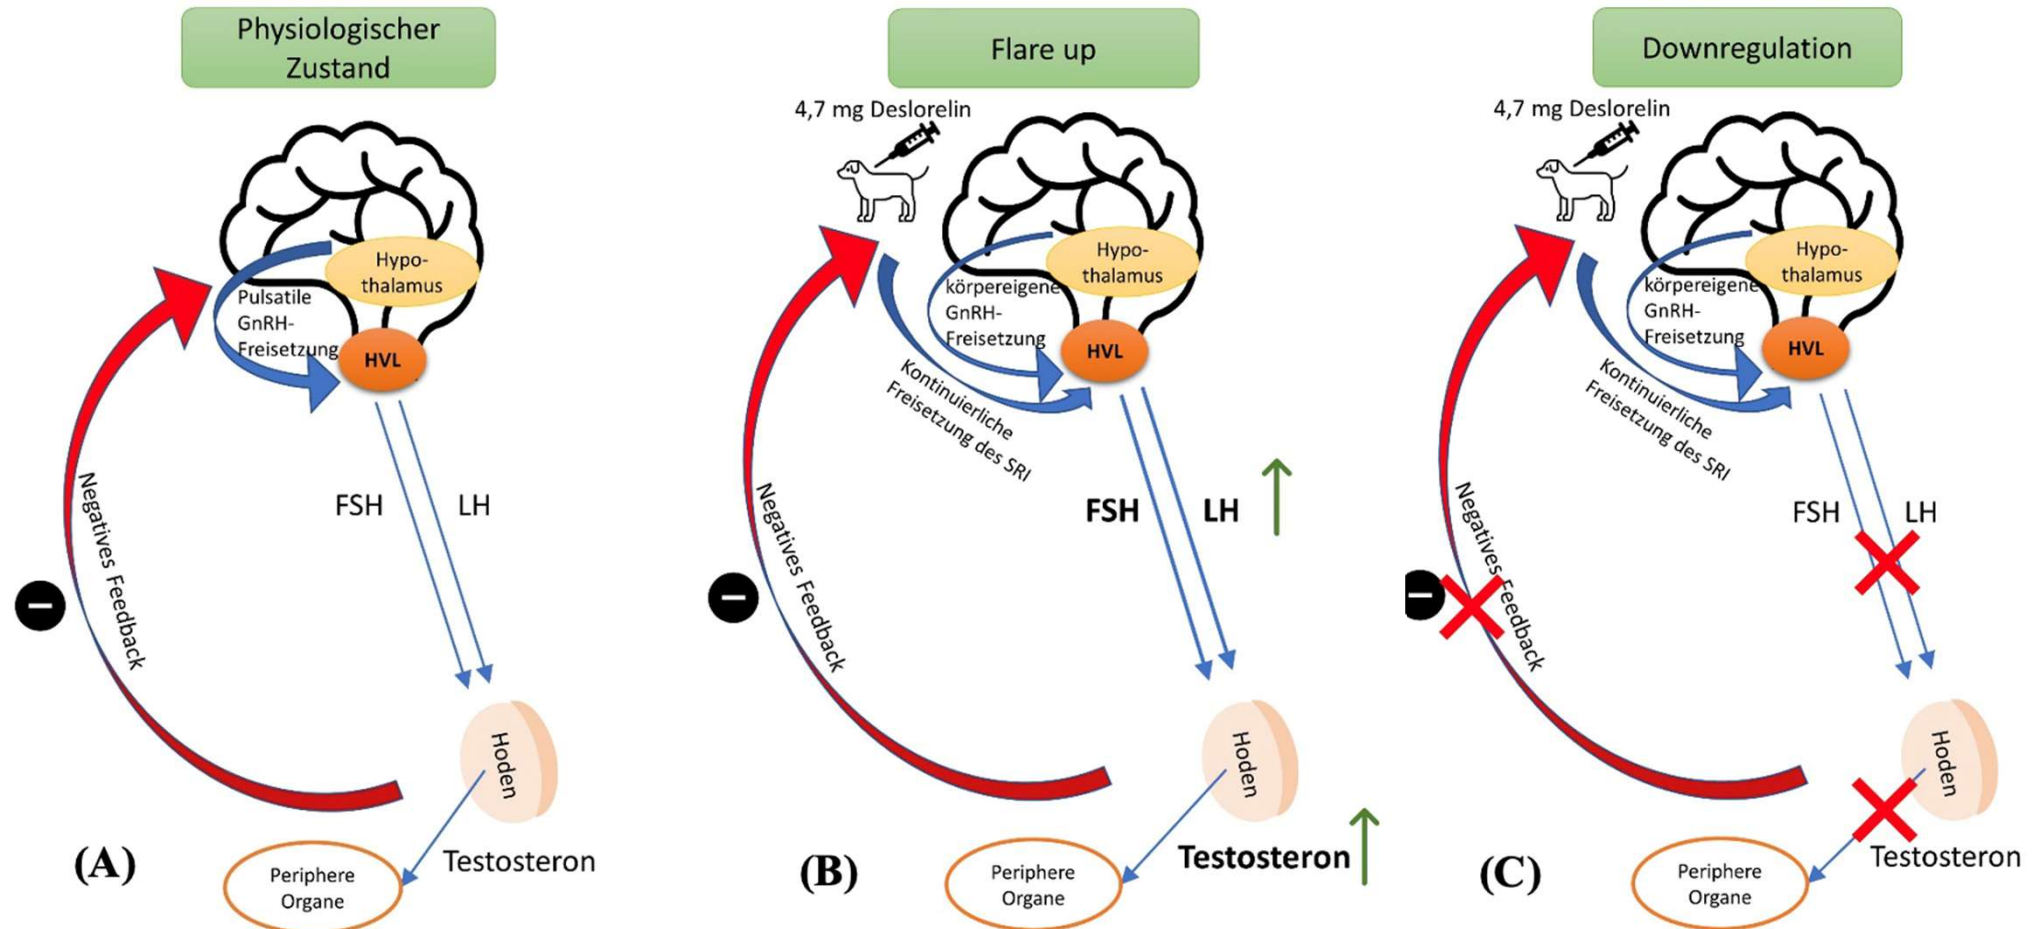 Physiologischer
Zustand
Hypo-
thalamus
Pulsatile
GnRH-
Freisetzung
HVL
Negatives Feedback
FSH
LH
Hoden
Testosteron
Periphere
Organe
(A)
Flare up
4,7 mg Deslorelin
Hypo-
thalamus
körpereigene
GnRH-
Freisetzung
HVL
Kontinuierliche
Freisetzung des SRI
Negatives Feedback
FSH
LH
Hoden
Testosteron
Periphere
Organe
(B)
Downregulation
4,7 mg Deslorelin
Hypo-
thalamus
körpereigene
GnRH-
Freisetzung
HVL
Kontinuierliche
Freisetzung des SRI
Negatives Feedback
FSH
LH
Hoden
Testosteron
Periphere
Organe
(C)